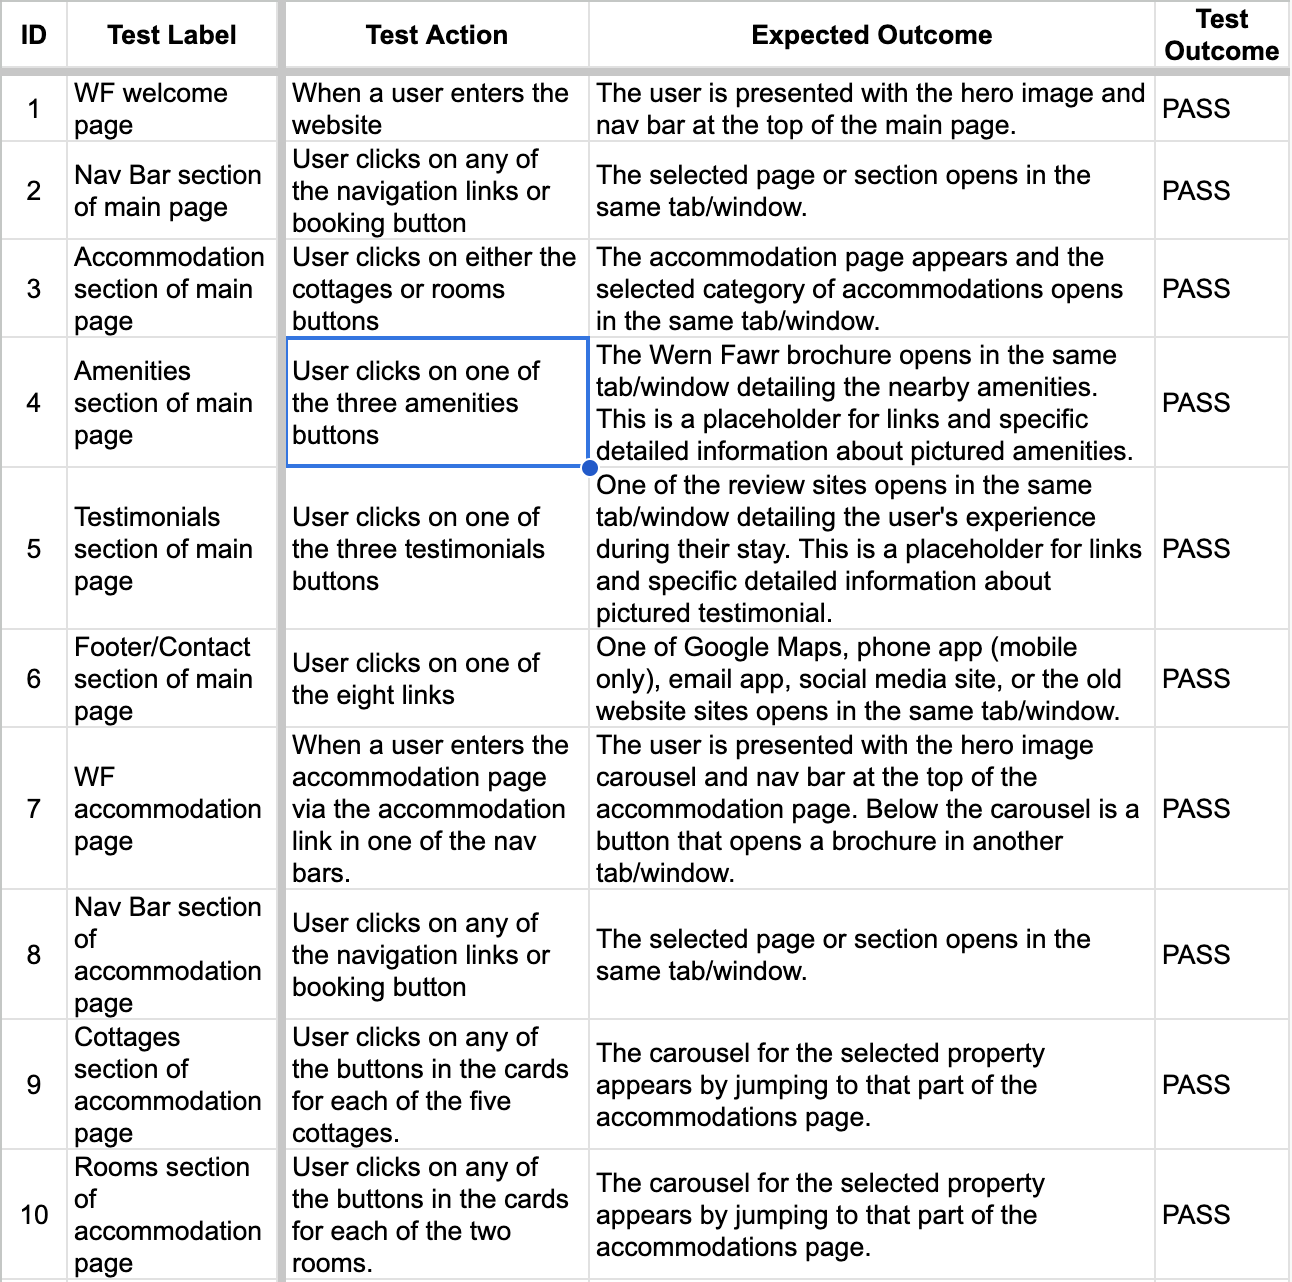 ID Test Label Test Action Expected Outcome Test Outcome
1
WF welcome
page
When a user enters the
website
The user is presented with the hero image and
nav bar at the top of the main page.
PASS
2
Nav Bar section
of main page
User clicks on any of
the navigation links or
booking button
The selected page or section opens in the
same tab/window.
PASS
3
Accommodation
section of main
page
User clicks on either the
cottages or rooms
buttons
The accommodation page appears and the
selected category of accommodations opens
in the same tab/window.
PASS
4
Amenities
section of main
page
User clicks on one of
the three amenities
buttons
The Wern Fawr brochure opens in the same
tab/window detailing the nearby amenities.
This is a placeholder for links and specific
detailed information about pictured amenities.
PASS
5
Testimonials
section of main
page
User clicks on one of
the three testimonials
buttons
One of the review sites opens in the same
tab/window detailing the user's experience
during their stay. This is a placeholder for links
and specific detailed information about
pictured testimonial.
PASS
6
Footer/Contact
section of main
page
User clicks on one of
the eight links
One of Google Maps, phone app (mobile
only), email app, social media site, or the old
website sites opens in the same tab/window.
PASS
7
WF
accommodation
page
When a user enters the
accommodation page
via the accommodation
link in one of the nav
bars.
The user is presented with the hero image
carousel and nav bar at the top of the
accommodation page. Below the carousel is a
button that opens a brochure in another
tab/window.
PASS
8
Nav Bar section
of
accommodation
page
User clicks on any of
the navigation links or
booking button
The selected page or section opens in the
same tab/window.
PASS
9
Cottages
section of
accommodation
page
User clicks on any of
the buttons in the cards
for each of the five
cottages.
The carousel for the selected property
appears by jumping to that part of the
accommodations page.
PASS
10
Rooms section
of
accommodation
page
User clicks on any of
the buttons in the cards
for each of the two
rooms.
The carousel for the selected property
appears by jumping to that part of the
accommodations page.
PASS